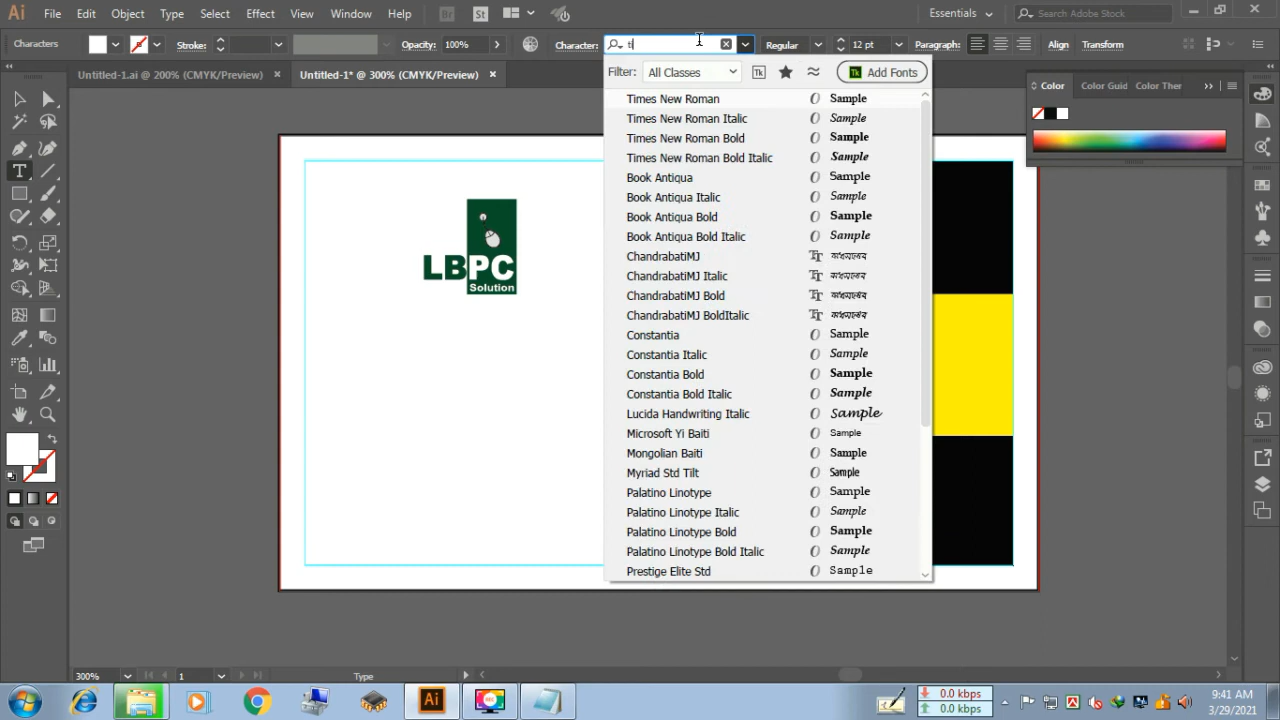 Ai File Edit Object Type Select Effect View Window Help Br St Essentials Search Adobe Stock
Characters Stroke: Opacity: 100% Character: ti Regular 12 pt Paragraph: Align Transform
Untitled-1.ai @ 300% (CMYK/Preview) × Untitled-1* @ 300% (CMYK/Preview) ×
Filter: All Classes Tk Tk Add Fonts
Color Color Guid Color Ther
Times New Roman Sample
Times New Roman Italic Sample
Times New Roman Bold Sample
Times New Roman Bold Italic Sample
Book Antiqua Sample
Book Antiqua Italic Sample
Book Antiqua Bold Sample
Book Antiqua Bold Italic Sample
ChandrabatiMJ
ChandrabatiMJ Italic
ChandrabatiMJ Bold
ChandrabatiMJ BoldItalic
Constantia Sample
Constantia Italic Sample
Constantia Bold Sample
Constantia Bold Italic Sample
Lucida Handwriting Italic Sample
Microsoft Yi Baiti Sample
Mongolian Baiti Sample
Myriad Std Tilt Sample
Palatino Linotype Sample
Palatino Linotype Italic Sample
Palatino Linotype Bold Sample
Palatino Linotype Bold Italic Sample
Prestige Elite Std Sample
LBPC
Solution
300% 1 Type
Ai 0.0 kbps 9:41 AM
0.0 kbps 3/29/2021